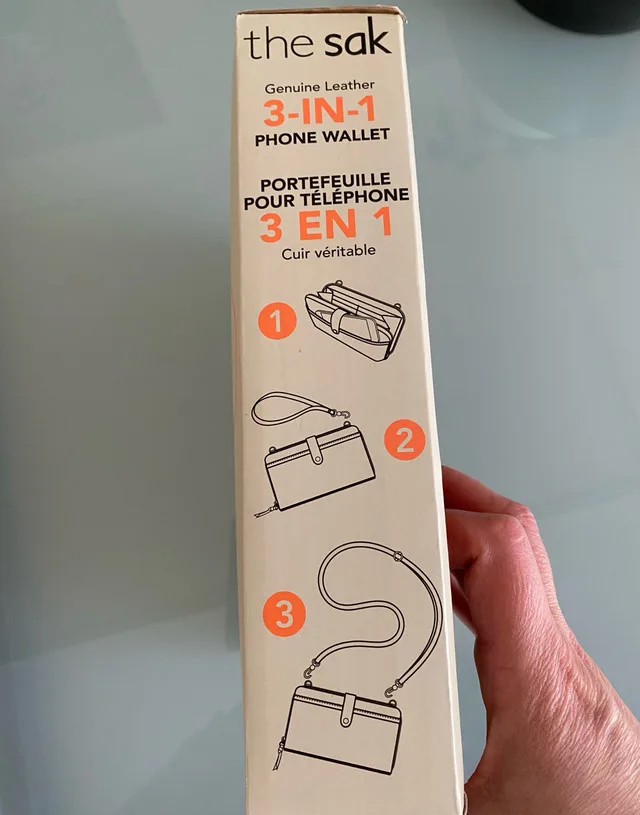 the sak
Genuine Leather
3-IN-1
PHONE WALLET
PORTEFEUILLE
POUR TÉLÉPHONE
3 EN 1
Cuir véritable
1
2
3